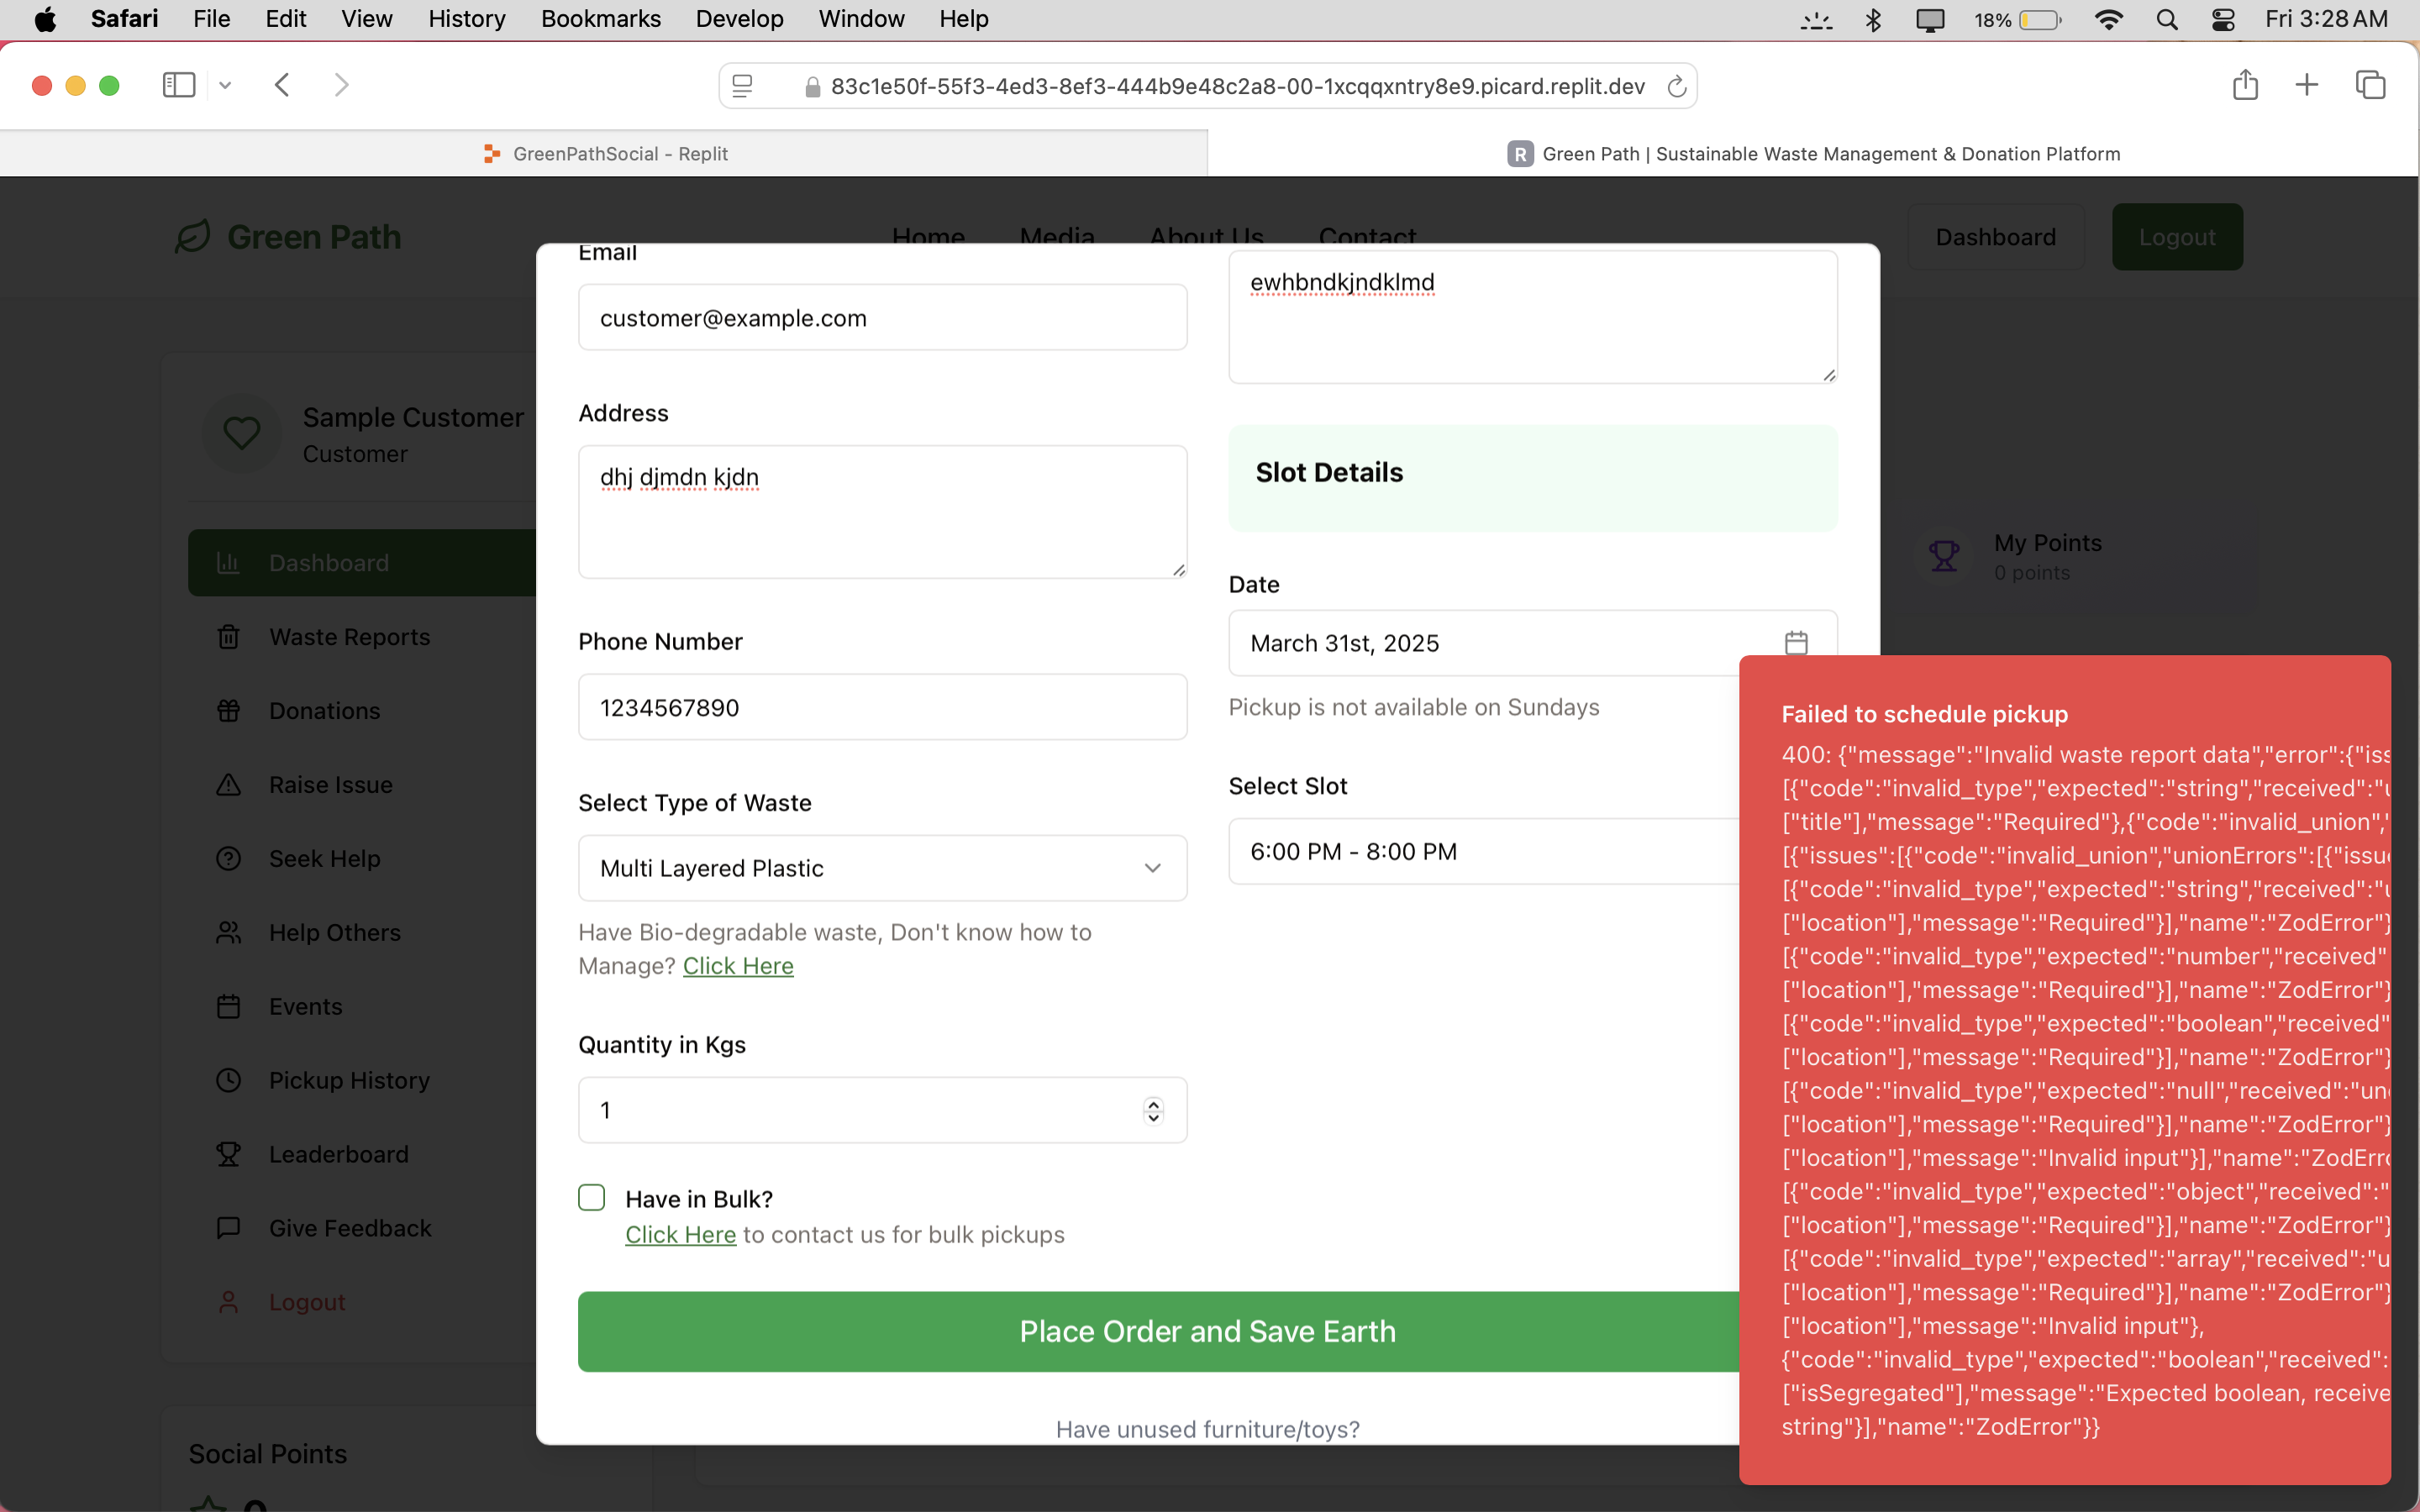 Safari File Edit View History Bookmarks Develop Window Help 18% Fri 3:28 AM
83c1e50f-55f3-4ed3-8ef3-444b9e48c2a8-00-1xcqqxntry8e9.picard.replit.dev
GreenPathSocial - Replit
R Green Path | Sustainable Waste Management & Donation Platform
Green Path Home Media About Us Contact Dashboard Logout
Sample Customer
Customer
Dashboard
Waste Reports
Donations
Raise Issue
Seek Help
Help Others
Events
Pickup History
Leaderboard
Give Feedback
Logout
Social Points
0
Email
customer@example.com
Address
dhj djmdn kjdn
Phone Number
1234567890
Select Type of Waste
Multi Layered Plastic
Have Bio-degradable waste, Don't know how to
Manage? Click Here
Quantity in Kgs
1
Have in Bulk?
Click Here to contact us for bulk pickups
ewhbndkjndklmd
Slot Details
Date
March 31st, 2025
Pickup is not available on Sundays
Select Slot
6:00 PM - 8:00 PM
Place Order and Save Earth
Have unused furniture/toys?
My Points
0 points
Failed to schedule pickup
400: {"message":"Invalid waste report data","error":{"iss
[{"code":"invalid_type","expected":"string","received":"u
["title"],"message":"Required"},{"code":"invalid_union","
[{"issues":[{"code":"invalid_union","unionErrors":[{"issue
[{"code":"invalid_type","expected":"string","received":"u
["location"],"message":"Required"}],"name":"ZodError"}
[{"code":"invalid_type","expected":"number","received"
["location"],"message":"Required"}],"name":"ZodError"}
[{"code":"invalid_type","expected":"boolean","received"
["location"],"message":"Required"}],"name":"ZodError"}
[{"code":"invalid_type","expected":"null","received":"un
["location"],"message":"Required"}],"name":"ZodError"}
["location"],"message":"Invalid input"}],"name":"ZodErro
[{"code":"invalid_type","expected":"object","received":"
["location"],"message":"Required"}],"name":"ZodError"}
[{"code":"invalid_type","expected":"array","received":"u
["location"],"message":"Required"}],"name":"ZodError"}
["location"],"message":"Invalid input"},
{"code":"invalid_type","expected":"boolean","received":
["isSegregated"],"message":"Expected boolean, receive
string"}],"name":"ZodError"}}